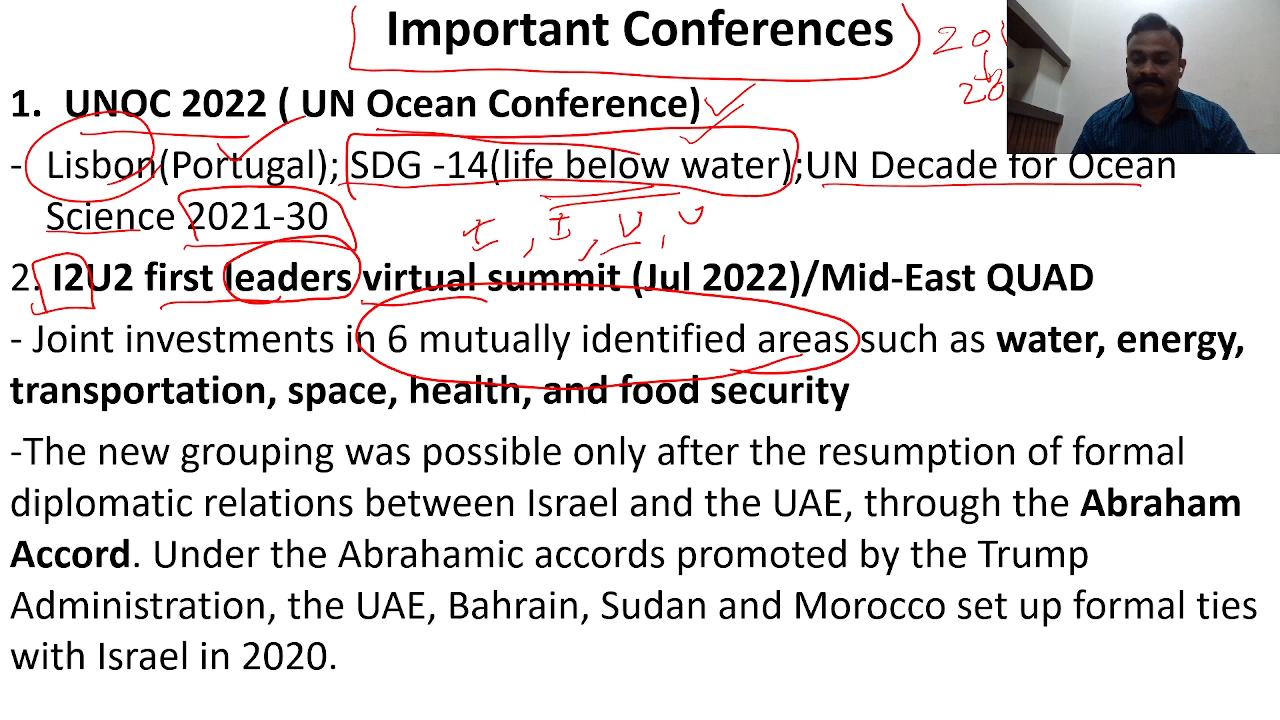 Important Conferences
1. UNOC 2022 ( UN Ocean Conference)
- Lisbon(Portugal); SDG -14(life below water);UN Decade for Ocean
Science 2021-30
I, I, U, U
2. I2U2 first leaders virtual summit (Jul 2022)/Mid-East QUAD
- Joint investments in 6 mutually identified areas such as water, energy,
transportation, space, health, and food security
-The new grouping was possible only after the resumption of formal
diplomatic relations between Israel and the UAE, through the Abraham
Accord. Under the Abrahamic accords promoted by the Trump
Administration, the UAE, Bahrain, Sudan and Morocco set up formal ties
with Israel in 2020.